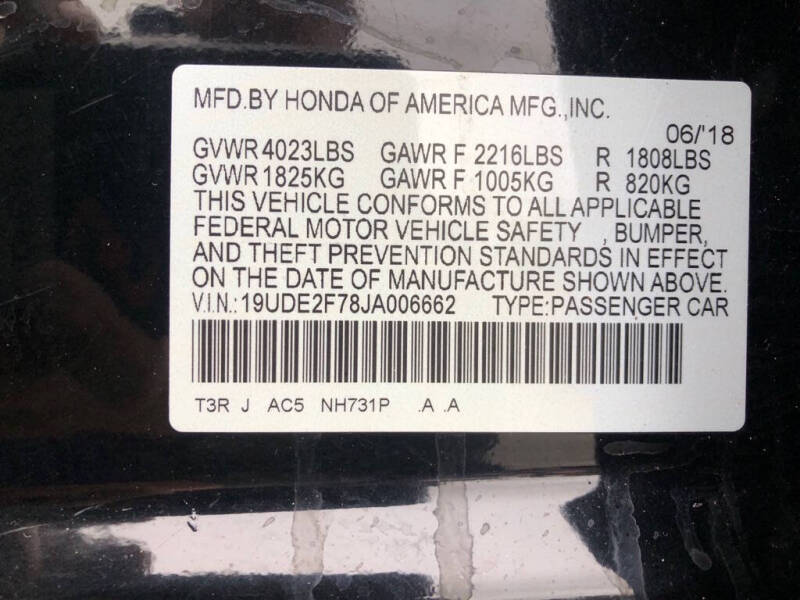 MFD.BY HONDA OF AMERICA MFG.,INC.
06/'18
GVWR 4023LBS GAWR F 2216LBS R 1808LBS
GVWR 1825KG GAWR F 1005KG R 820KG
THIS VEHICLE CONFORMS TO ALL APPLICABLE
FEDERAL MOTOR VEHICLE SAFETY , BUMPER,
AND THEFT PREVENTION STANDARDS IN EFFECT
ON THE DATE OF MANUFACTURE SHOWN ABOVE.
V.I.N.: 19UDE2F78JA006662 TYPE:PASSENGER CAR
T3R J AC5 NH731P .A .A